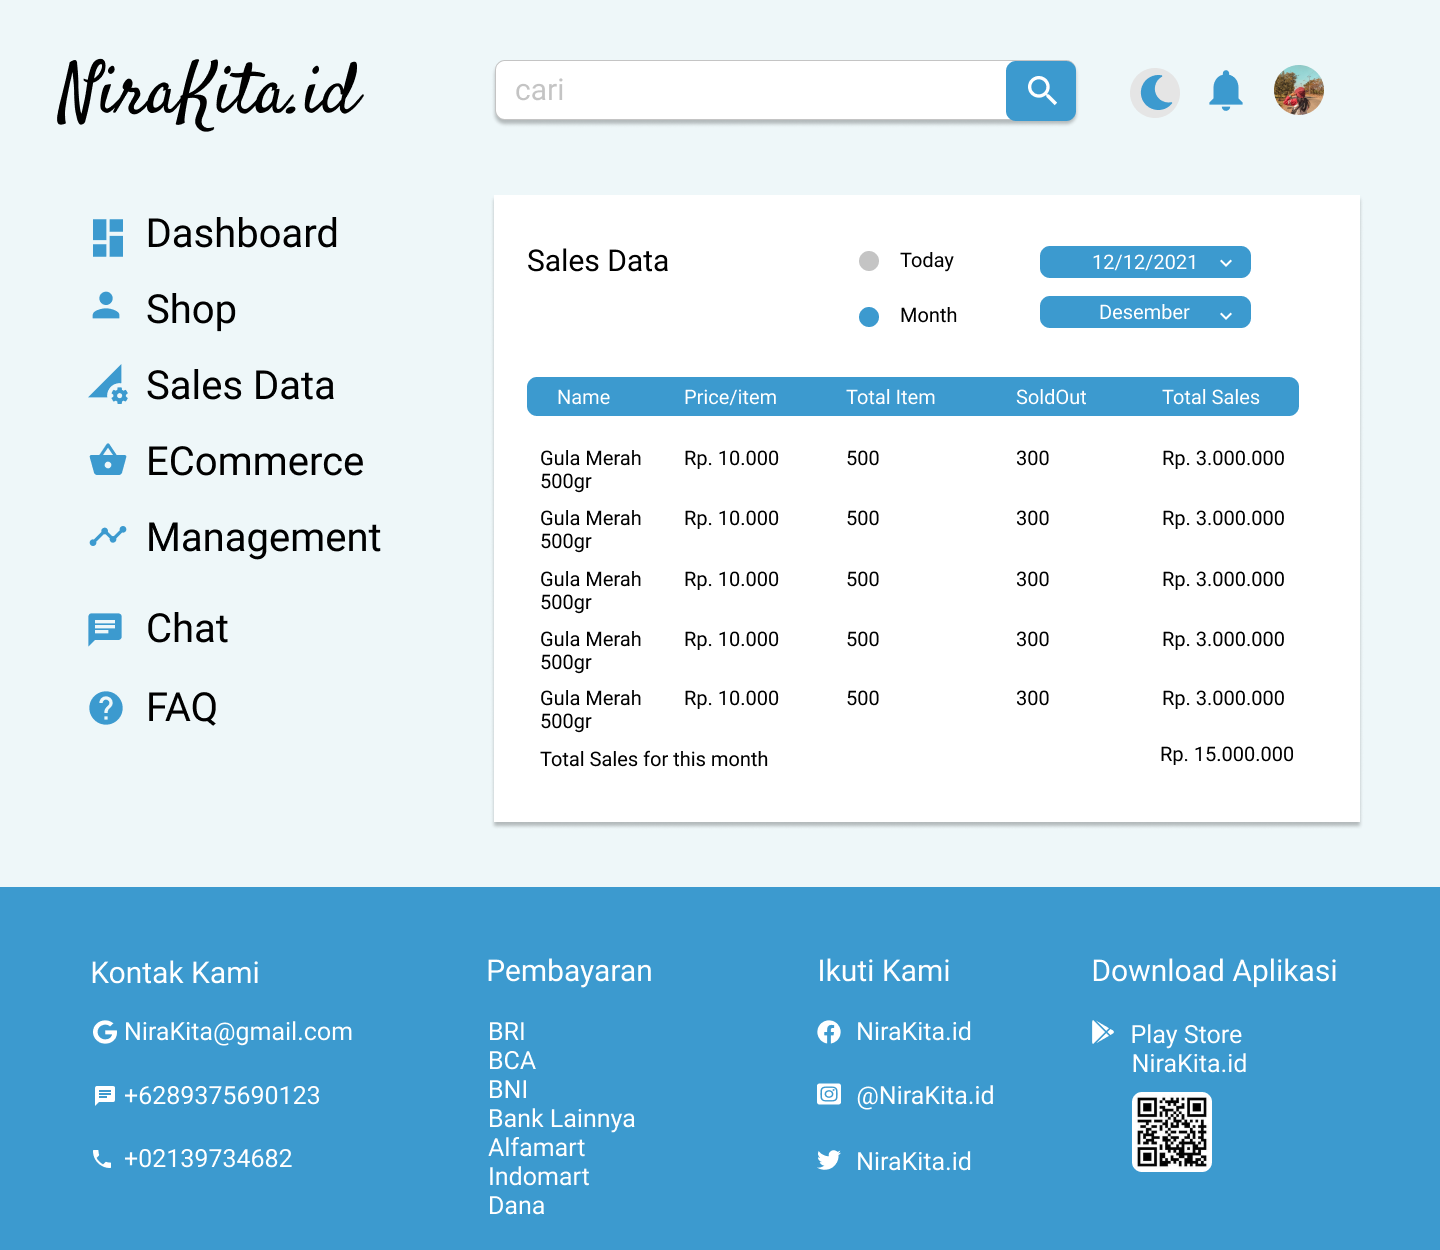 NiraKita.id
cari
Dashboard
Shop
Sales Data
ECommerce
Management
Chat
FAQ
Sales Data
Today
12/12/2021
Month
Desember
Name Price/item Total Item SoldOut Total Sales
Gula Merah Rp. 10.000 500 300 Rp. 3.000.000
500gr
Gula Merah Rp. 10.000 500 300 Rp. 3.000.000
500gr
Gula Merah Rp. 10.000 500 300 Rp. 3.000.000
500gr
Gula Merah Rp. 10.000 500 300 Rp. 3.000.000
500gr
Gula Merah Rp. 10.000 500 300 Rp. 3.000.000
500gr
Total Sales for this month Rp. 15.000.000
Kontak Kami
NiraKita@gmail.com
+6289375690123
+02139734682
Pembayaran
BRI
BCA
BNI
Bank Lainnya
Alfamart
Indomart
Dana
Ikuti Kami
NiraKita.id
@NiraKita.id
NiraKita.id
Download Aplikasi
Play Store
NiraKita.id